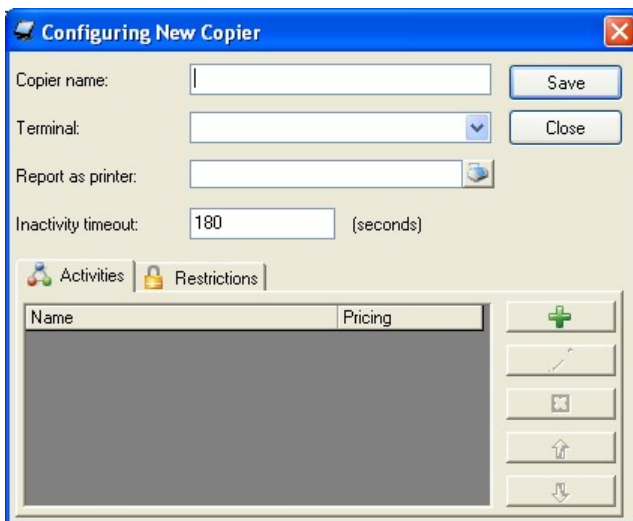 Configuring New Copier
Copier name:
Save
Terminal:
Close
Report as printer:
Inactivity timeout: 180 (seconds)
Activities Restrictions
Name Pricing